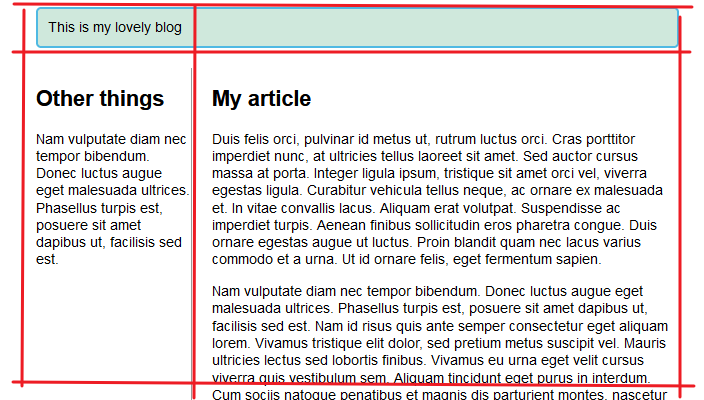 This is my lovely blog
Other things
Nam vulputate diam nec
tempor bibendum.
Donec luctus augue
eget malesuada ultrices.
Phasellus turpis est,
posuere sit amet
dapibus ut, facilisis sed
est.
My article
Duis felis orci, pulvinar id metus ut, rutrum luctus orci. Cras porttitor
imperdiet nunc, at ultricies tellus laoreet sit amet. Sed auctor cursus
massa at porta. Integer ligula ipsum, tristique sit amet orci vel, viverra
egestas ligula. Curabitur vehicula tellus neque, ac ornare ex malesuada
et. In vitae convallis lacus. Aliquam erat volutpat. Suspendisse ac
imperdiet turpis. Aenean finibus sollicitudin eros pharetra congue. Duis
ornare egestas augue ut luctus. Proin blandit quam nec lacus varius
commodo et a urna. Ut id ornare felis, eget fermentum sapien.
Nam vulputate diam nec tempor bibendum. Donec luctus augue eget
malesuada ultrices. Phasellus turpis est, posuere sit amet dapibus ut,
facilisis sed est. Nam id risus quis ante semper consectetur eget aliquam
lorem. Vivamus tristique elit dolor, sed pretium metus suscipit vel. Mauris
ultricies lectus sed lobortis finibus. Vivamus eu urna eget velit cursus
viverra quis vestibulum sem. Aliquam tincidunt eget purus in interdum.
Cum sociis natoque penatibus et magnis dis parturient montes, nascetur